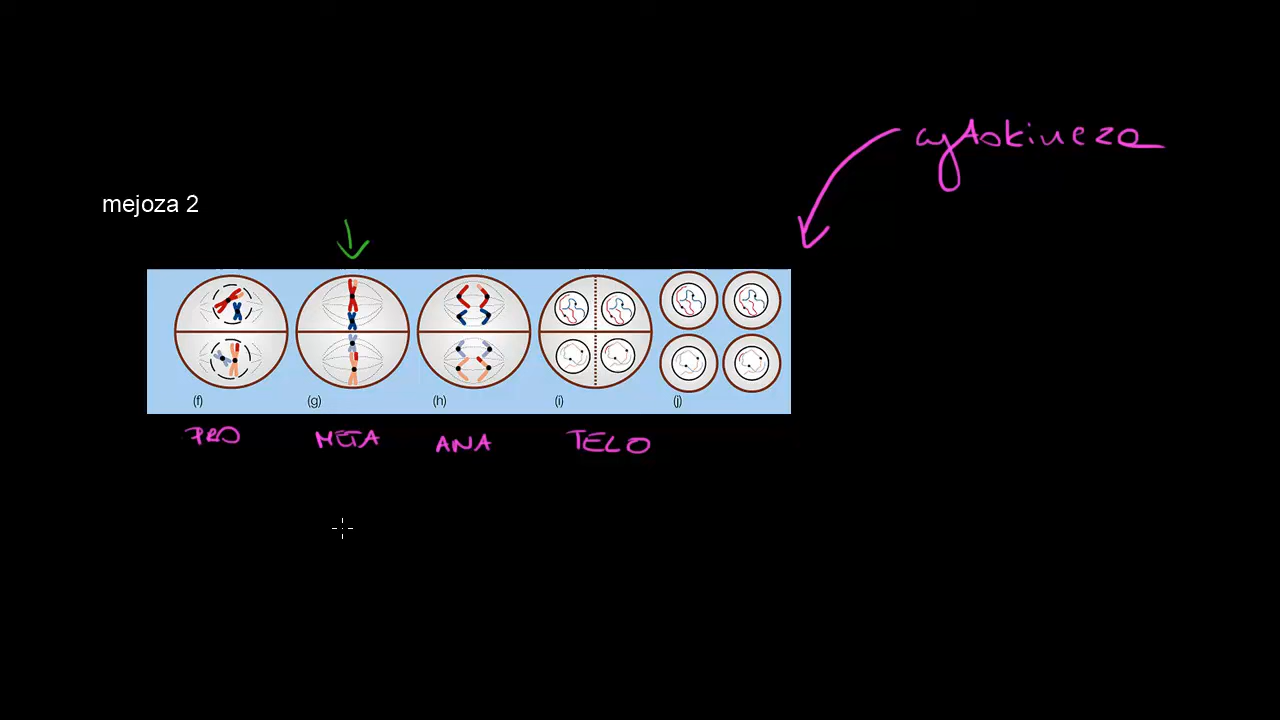 cytokineza
mejoza 2
(f) (g) (h) (i) (j)
PRO META ANA TELO